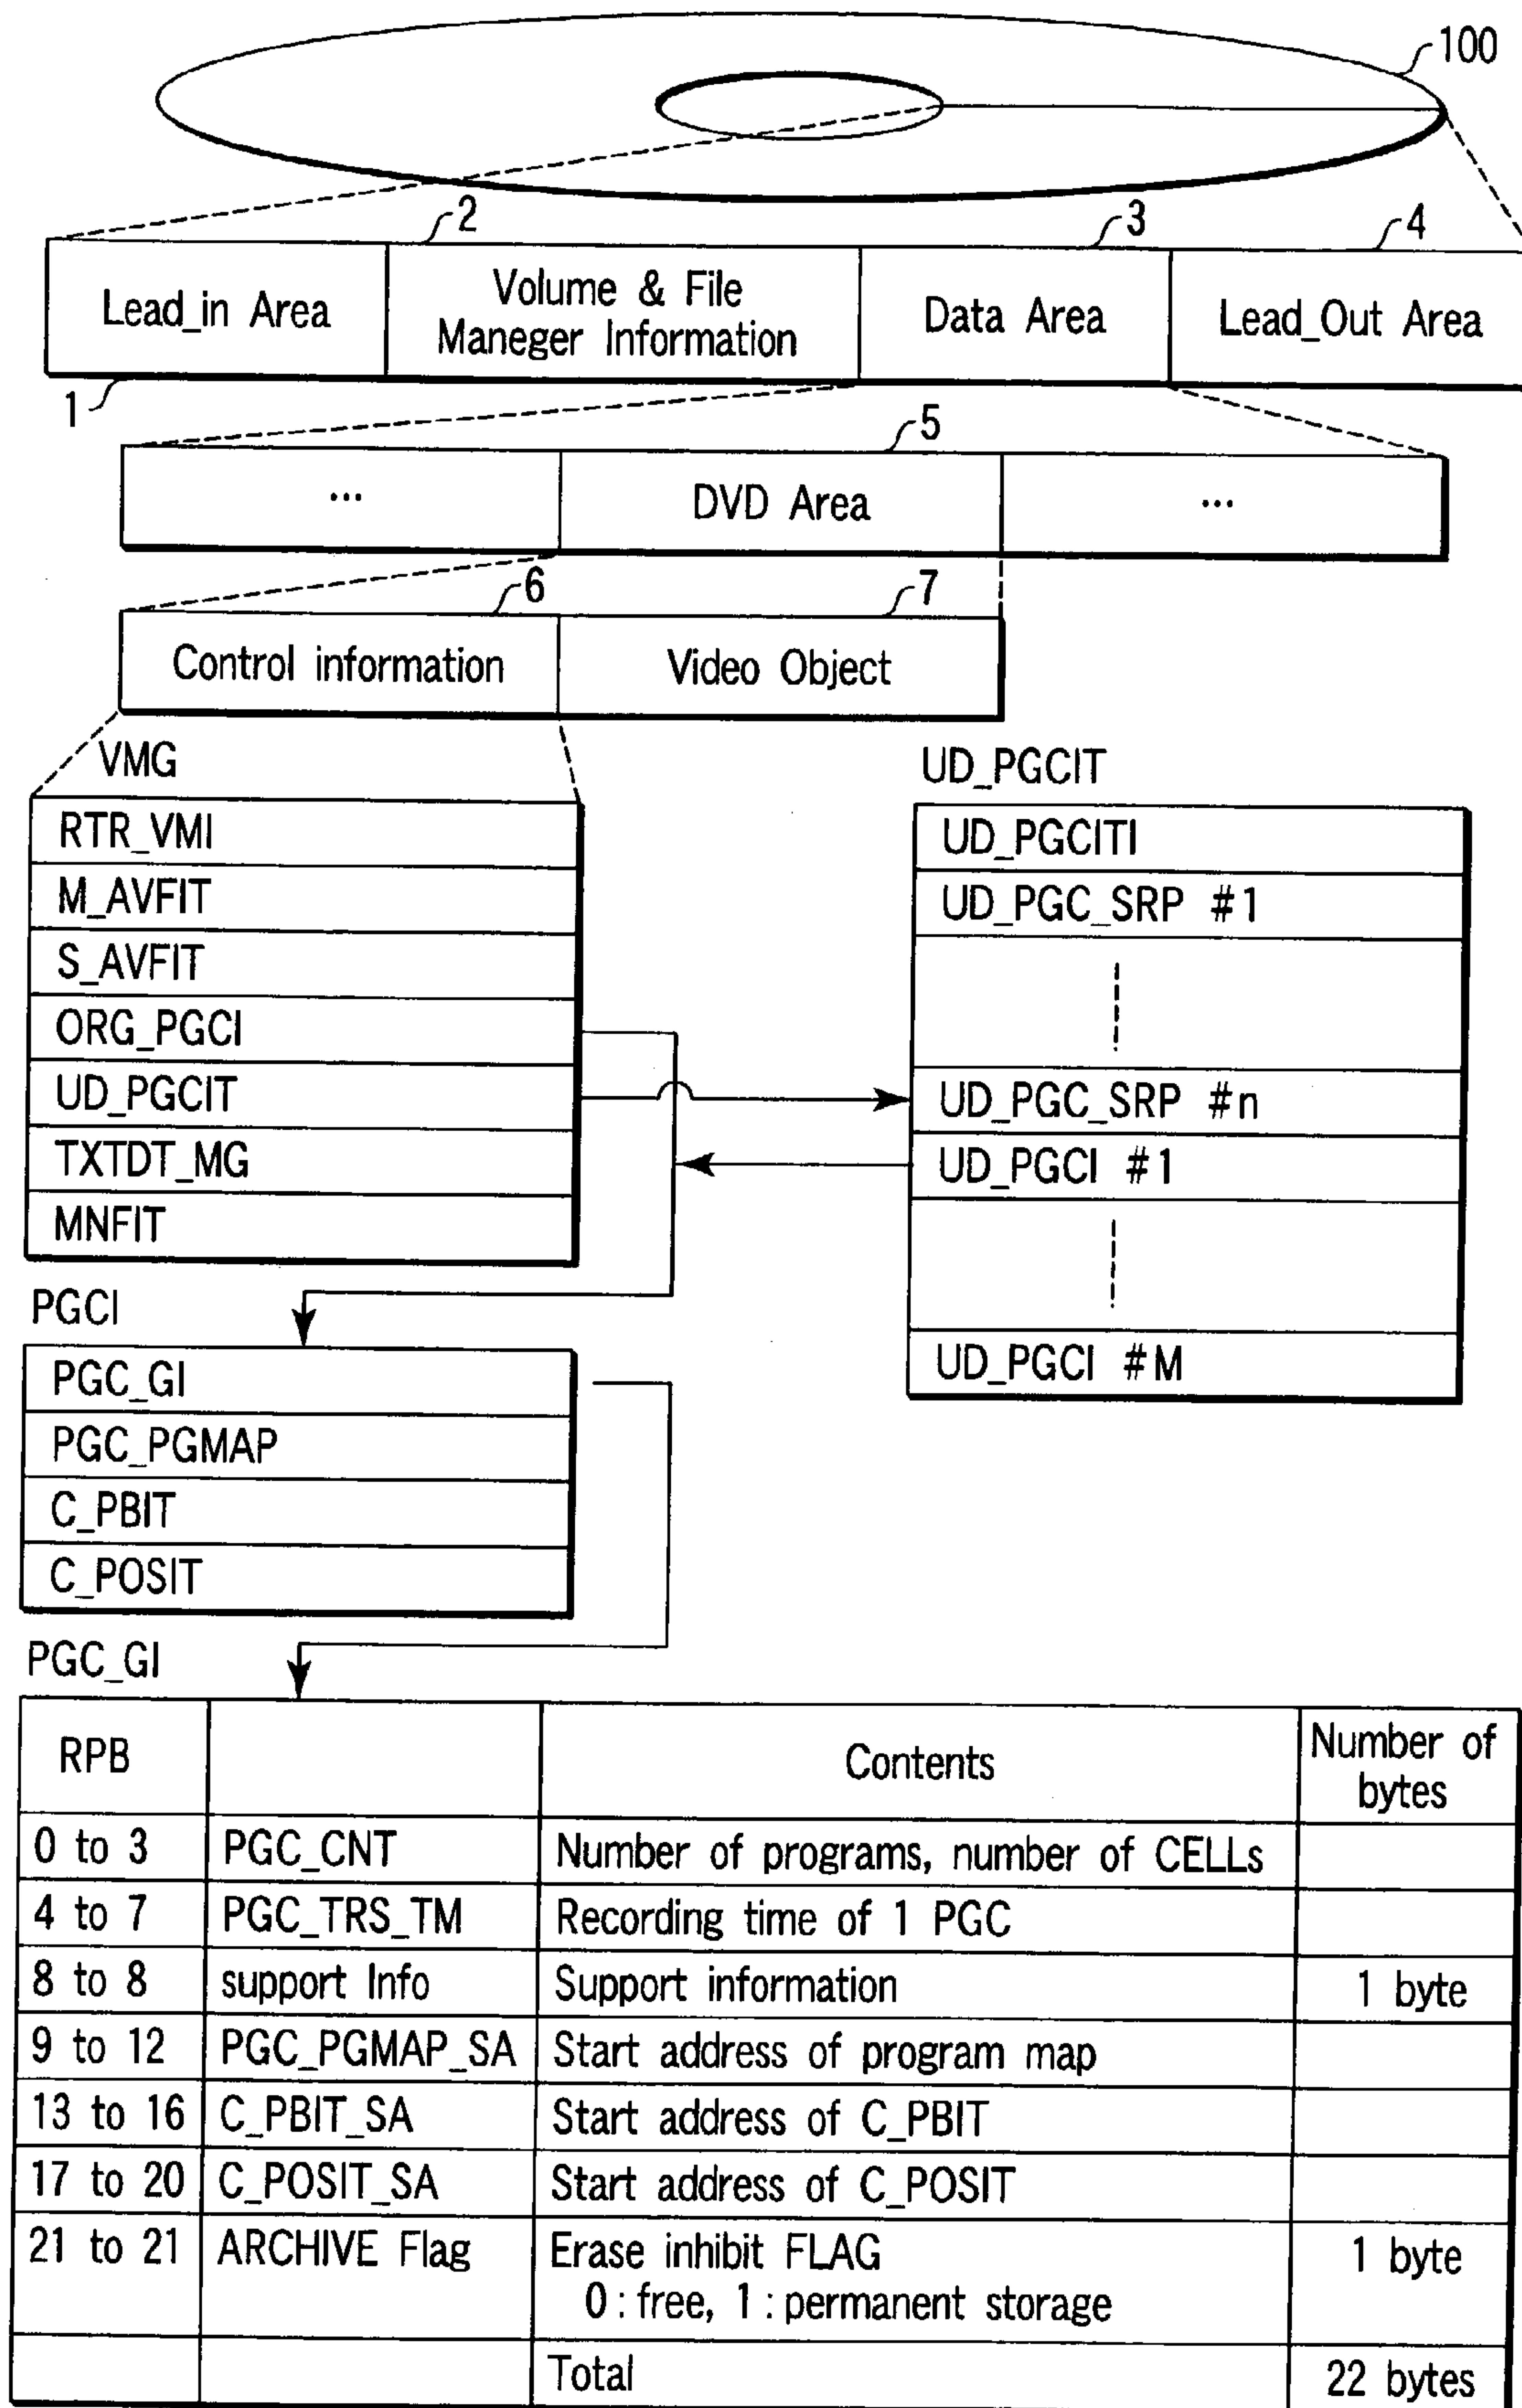 100
2
3
4
Lead_in Area
Volume & File
Maneger Information
Data Area
Lead_Out Area
1
5
...
DVD Area
...
6
7
Control information
Video Object
VMG
RTR_VMI
M_AVFIT
S_AVFIT
ORG_PGCI
UD_PGCIT
TXTDT_MG
MNFIT
UD_PGCIT
UD_PGCITI
UD_PGC_SRP #1
UD_PGC_SRP #n
UD_PGCI #1
UD_PGCI #M
PGCI
PGC_GI
PGC_PGMAP
C_PBIT
C_POSIT
PGC_GI
RPB Contents Number of
bytes
0 to 3 PGC_CNT Number of programs, number of CELLs
4 to 7 PGC_TRS_TM Recording time of 1 PGC
8 to 8 support Info Support information 1 byte
9 to 12 PGC_PGMAP_SA Start address of program map
13 to 16 C_PBIT_SA Start address of C_PBIT
17 to 20 C_POSIT_SA Start address of C_POSIT
21 to 21 ARCHIVE Flag Erase inhibit FLAG 1 byte
0 : free, 1 : permanent storage
Total 22 bytes